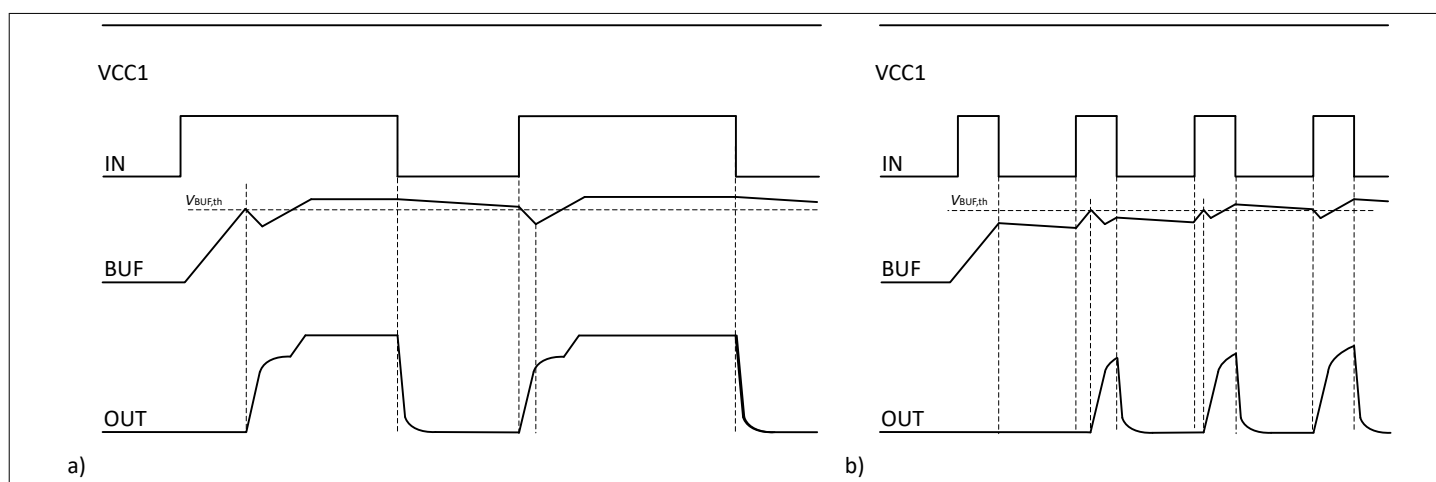 VCC1
IN
VBUF,th
BUF
OUT
a)
VCC1
IN
VBUF,th
BUF
OUT
b)